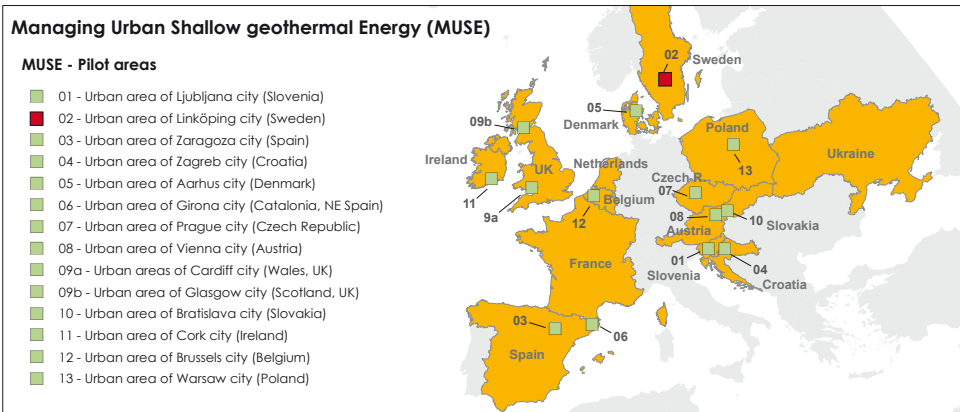 Managing Urban Shallow geothermal Energy (MUSE)
MUSE - Pilot areas
01 - Urban area of Ljubljana city (Slovenia)
02 - Urban area of Linköping city (Sweden)
03 - Urban area of Zaragoza city (Spain)
04 - Urban area of Zagreb city (Croatia)
05 - Urban area of Aarhus city (Denmark)
06 - Urban area of Girona city (Catalonia, NE Spain)
07 - Urban area of Prague city (Czech Republic)
08 - Urban area of Vienna city (Austria)
09a - Urban areas of Cardiff city (Wales, UK)
09b - Urban area of Glasgow city (Scotland, UK)
10 - Urban area of Bratislava city (Slovakia)
11 - Urban area of Cork city (Ireland)
12 - Urban area of Brussels city (Belgium)
13 - Urban area of Warsaw city (Poland)
02
Sweden
05
Denmark
09b
Poland
13
Ukraine
Ireland
UK
Netherlands
11
9a
Czech R.
07
Belgium
12
08
10
Slovakia
Austria
France
01
04
Slovenia
Croatia
03
06
Spain